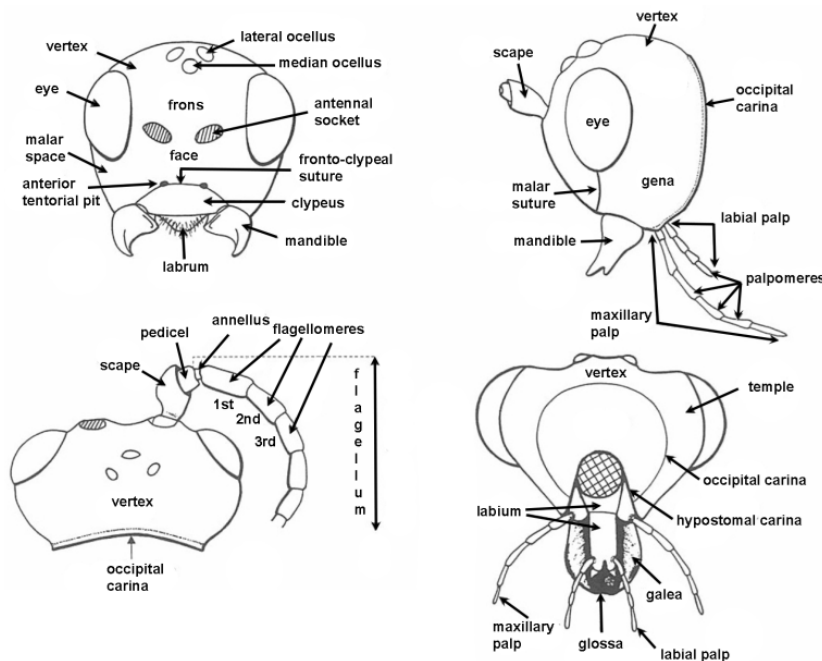 lateral ocellus
vertex
median ocellus
eye
frons
antennal
socket
malar
space
face
fronto-clypeal
suture
anterior
tentorial pit
clypeus
mandible
labrum
vertex
scape
occipital
carina
eye
malar
suture
gena
labial palp
mandible
palpomeres
maxillary
palp
annellus
pedicel
flagellomeres
scape
1st
2nd
3rd
flagellum
vertex
occipital
carina
vertex
temple
occipital carina
labium
hypostomal carina
galea
maxillary
palp
glossa
labial palp